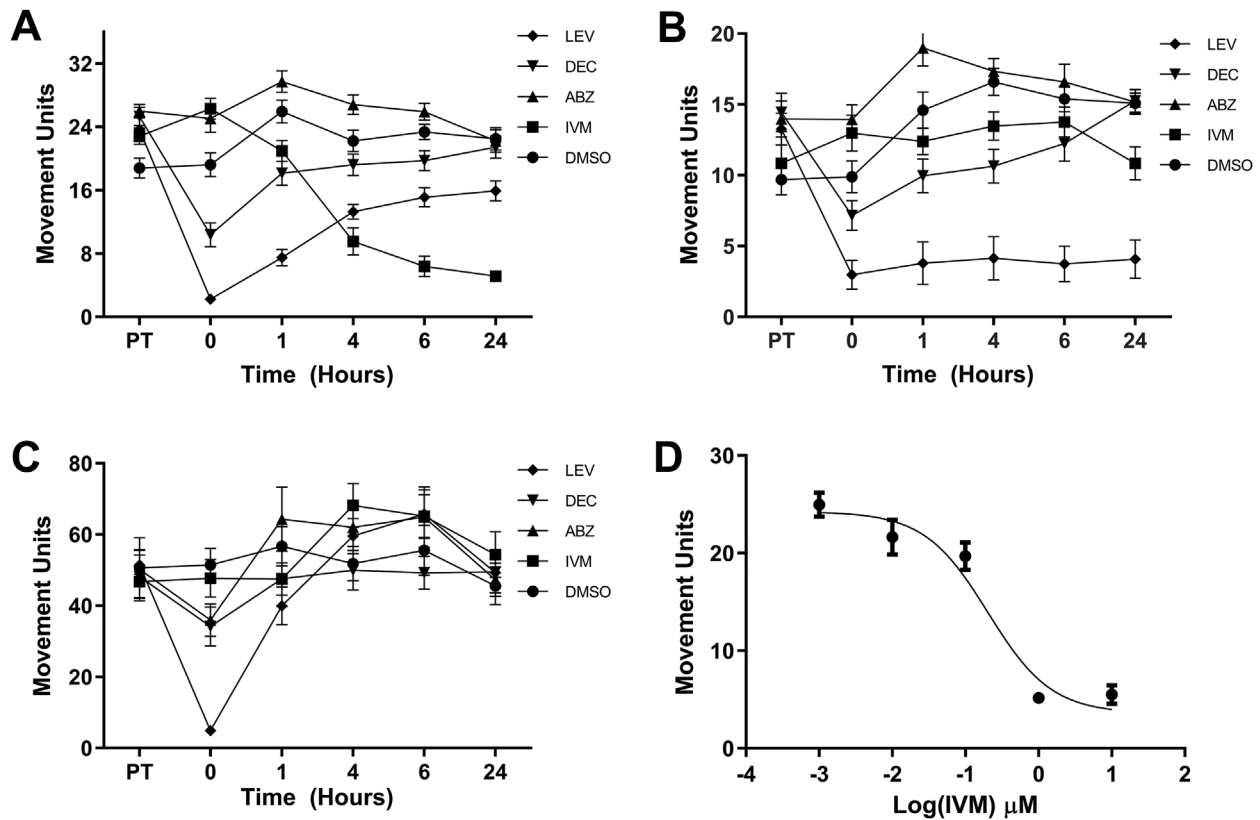 A
Movement Units
32
24
16
8
0
PT 0 1 4 6 24
Time (Hours)
LEV
DEC
ABZ
IVM
DMSO
B
Movement Units
20
15
10
5
0
PT 0 1 4 6 24
Time (Hours)
LEV
DEC
ABZ
IVM
DMSO
C
Movement Units
80
60
40
20
0
PT 0 1 4 6 24
Time (Hours)
LEV
DEC
ABZ
IVM
DMSO
D
Movement Units
30
20
10
0
-4 -3 -2 -1 0 1 2
Log(IVM) μM